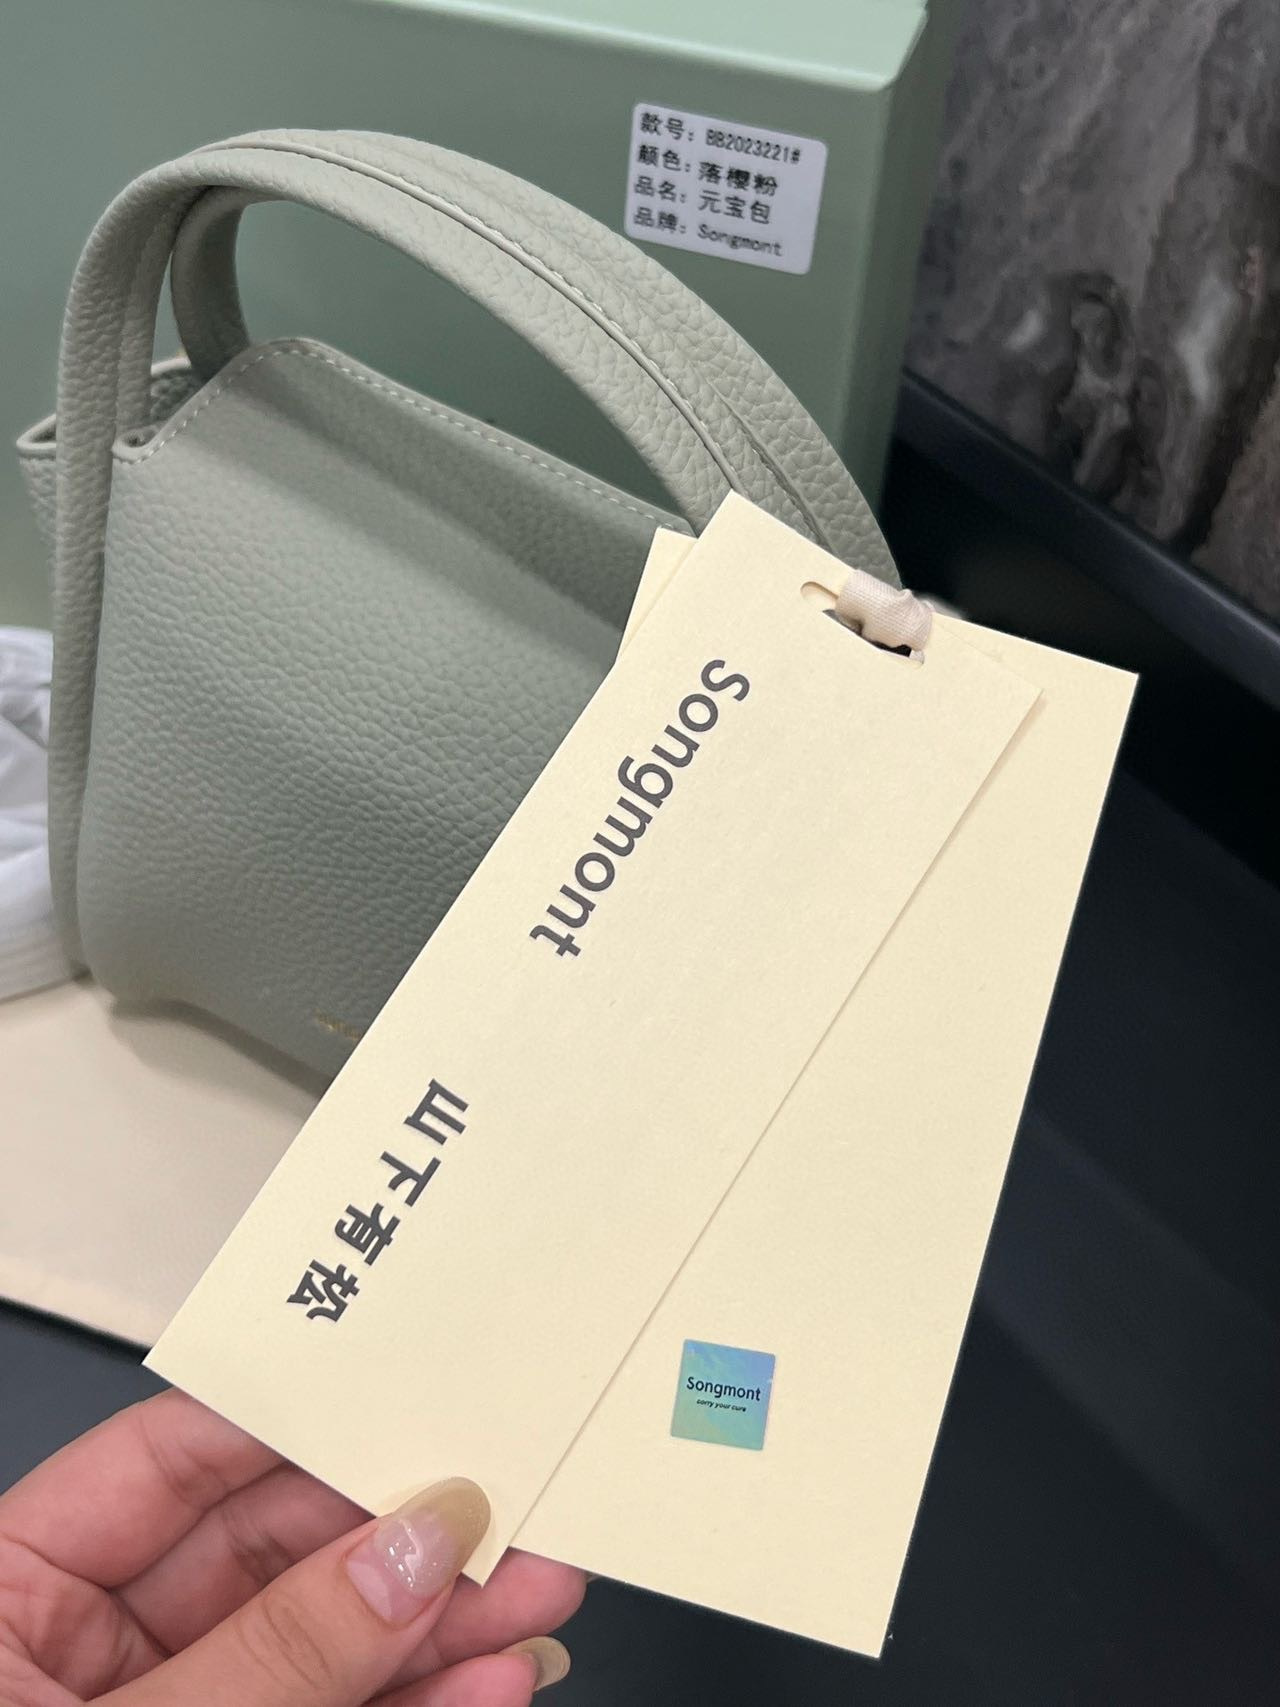 款号: BB2023221#
颜色: 落樱粉
品名: 元宝包
品牌: Songmont
Songmont
山下有松
Songmont
carry your cure